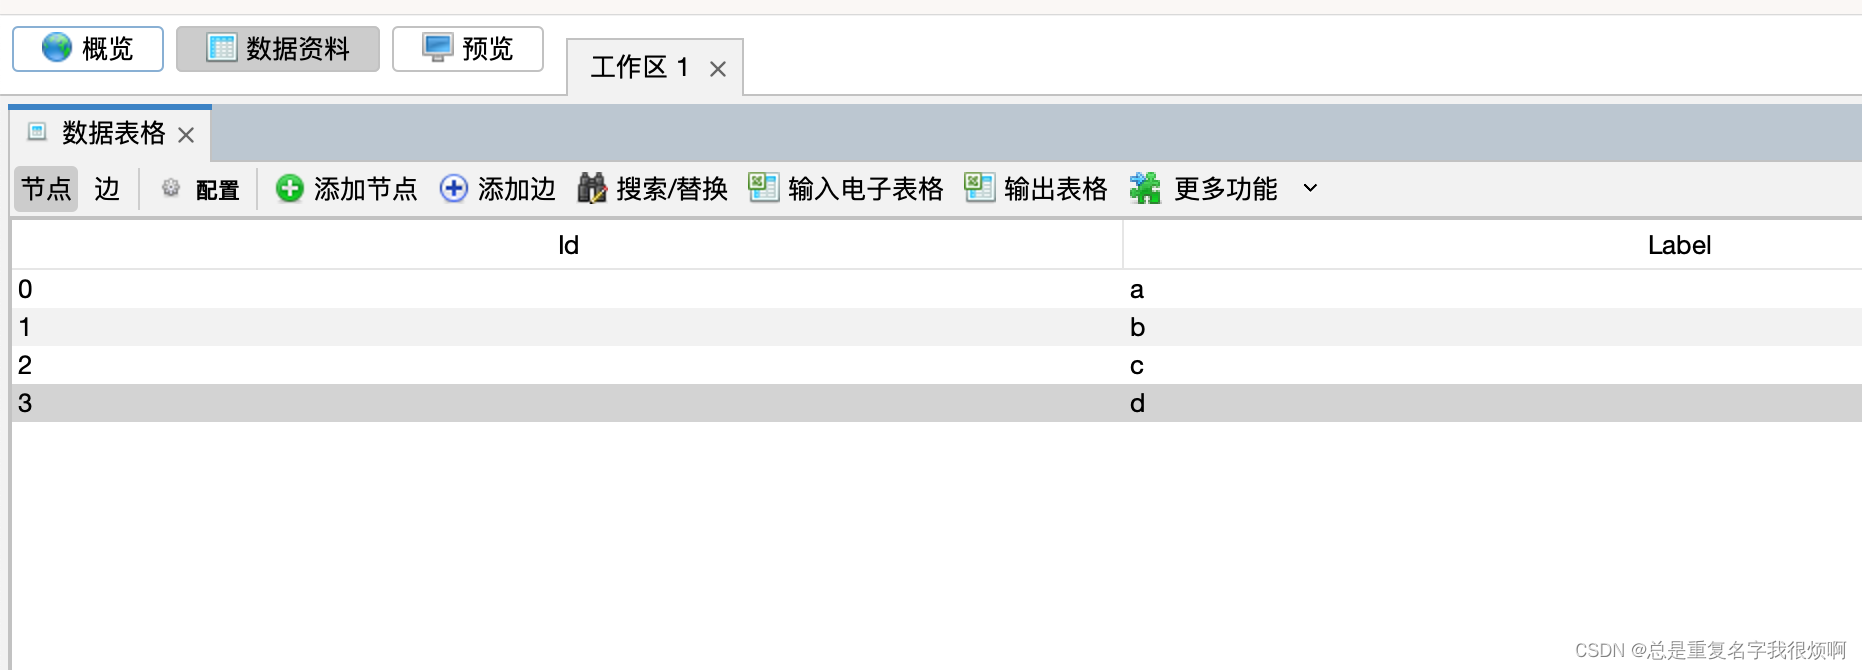 概览 数据资料 预览 工作区 1
数据表格
节点 边 配置 添加节点 添加边 搜索/替换 输入电子表格 输出表格 更多功能
Id Label
0 a
1 b
2 c
3 d
CSDN @总是重复名字我很烦啊